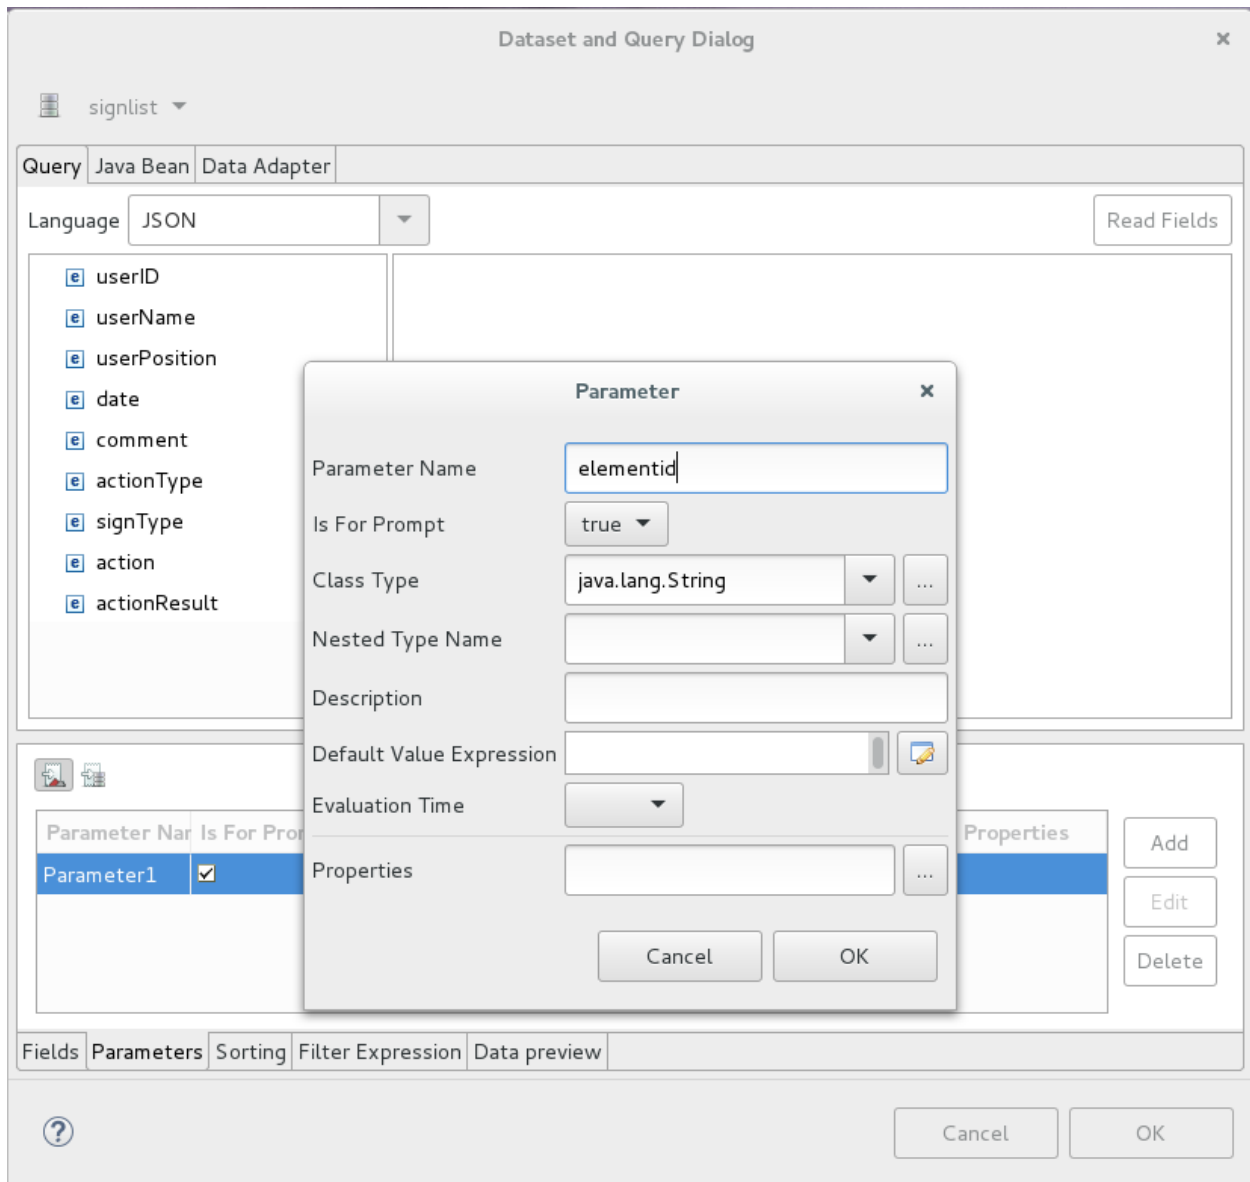 Dataset and Query Dialog
signlist
Query Java Bean Data Adapter
Language JSON Read Fields
userID
userName
userPosition
date
comment
actionType
signType
action
actionResult
Parameter
Parameter Name elementid
Is For Prompt true
Class Type java.lang.String ...
Nested Type Name ...
Description
Default Value Expression
Evaluation Time
Properties ...
Cancel OK
Parameter Nar Is For Pror Properties
Parameter1
Add
Edit
Delete
Fields Parameters Sorting Filter Expression Data preview
? Cancel OK